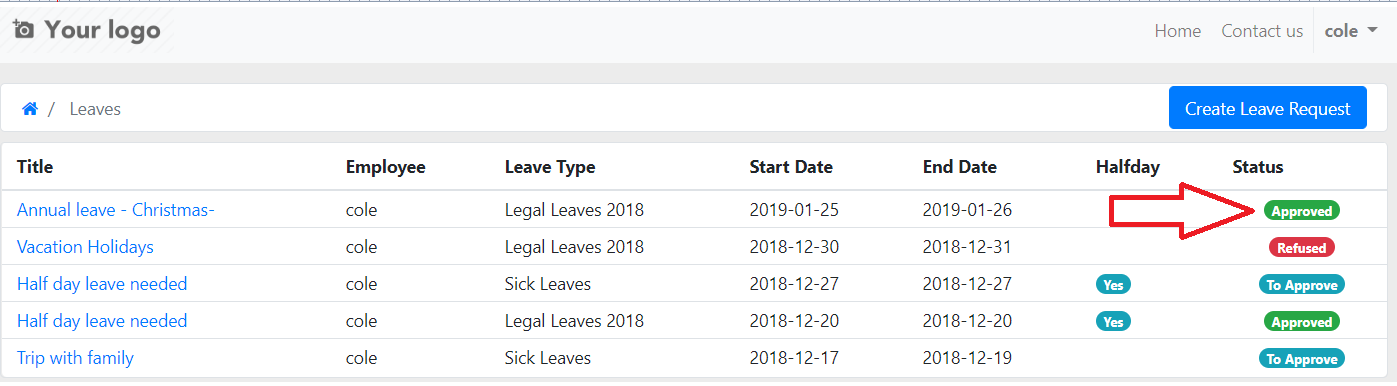 Your logo Home Contact us cole
/ Leaves Create Leave Request
Title Employee Leave Type Start Date End Date Halfday Status
Annual leave - Christmas- cole Legal Leaves 2018 2019-01-25 2019-01-26 Approved
Vacation Holidays cole Legal Leaves 2018 2018-12-30 2018-12-31 Refused
Half day leave needed cole Sick Leaves 2018-12-27 2018-12-27 Yes To Approve
Half day leave needed cole Legal Leaves 2018 2018-12-20 2018-12-20 Yes Approved
Trip with family cole Sick Leaves 2018-12-17 2018-12-19 To Approve